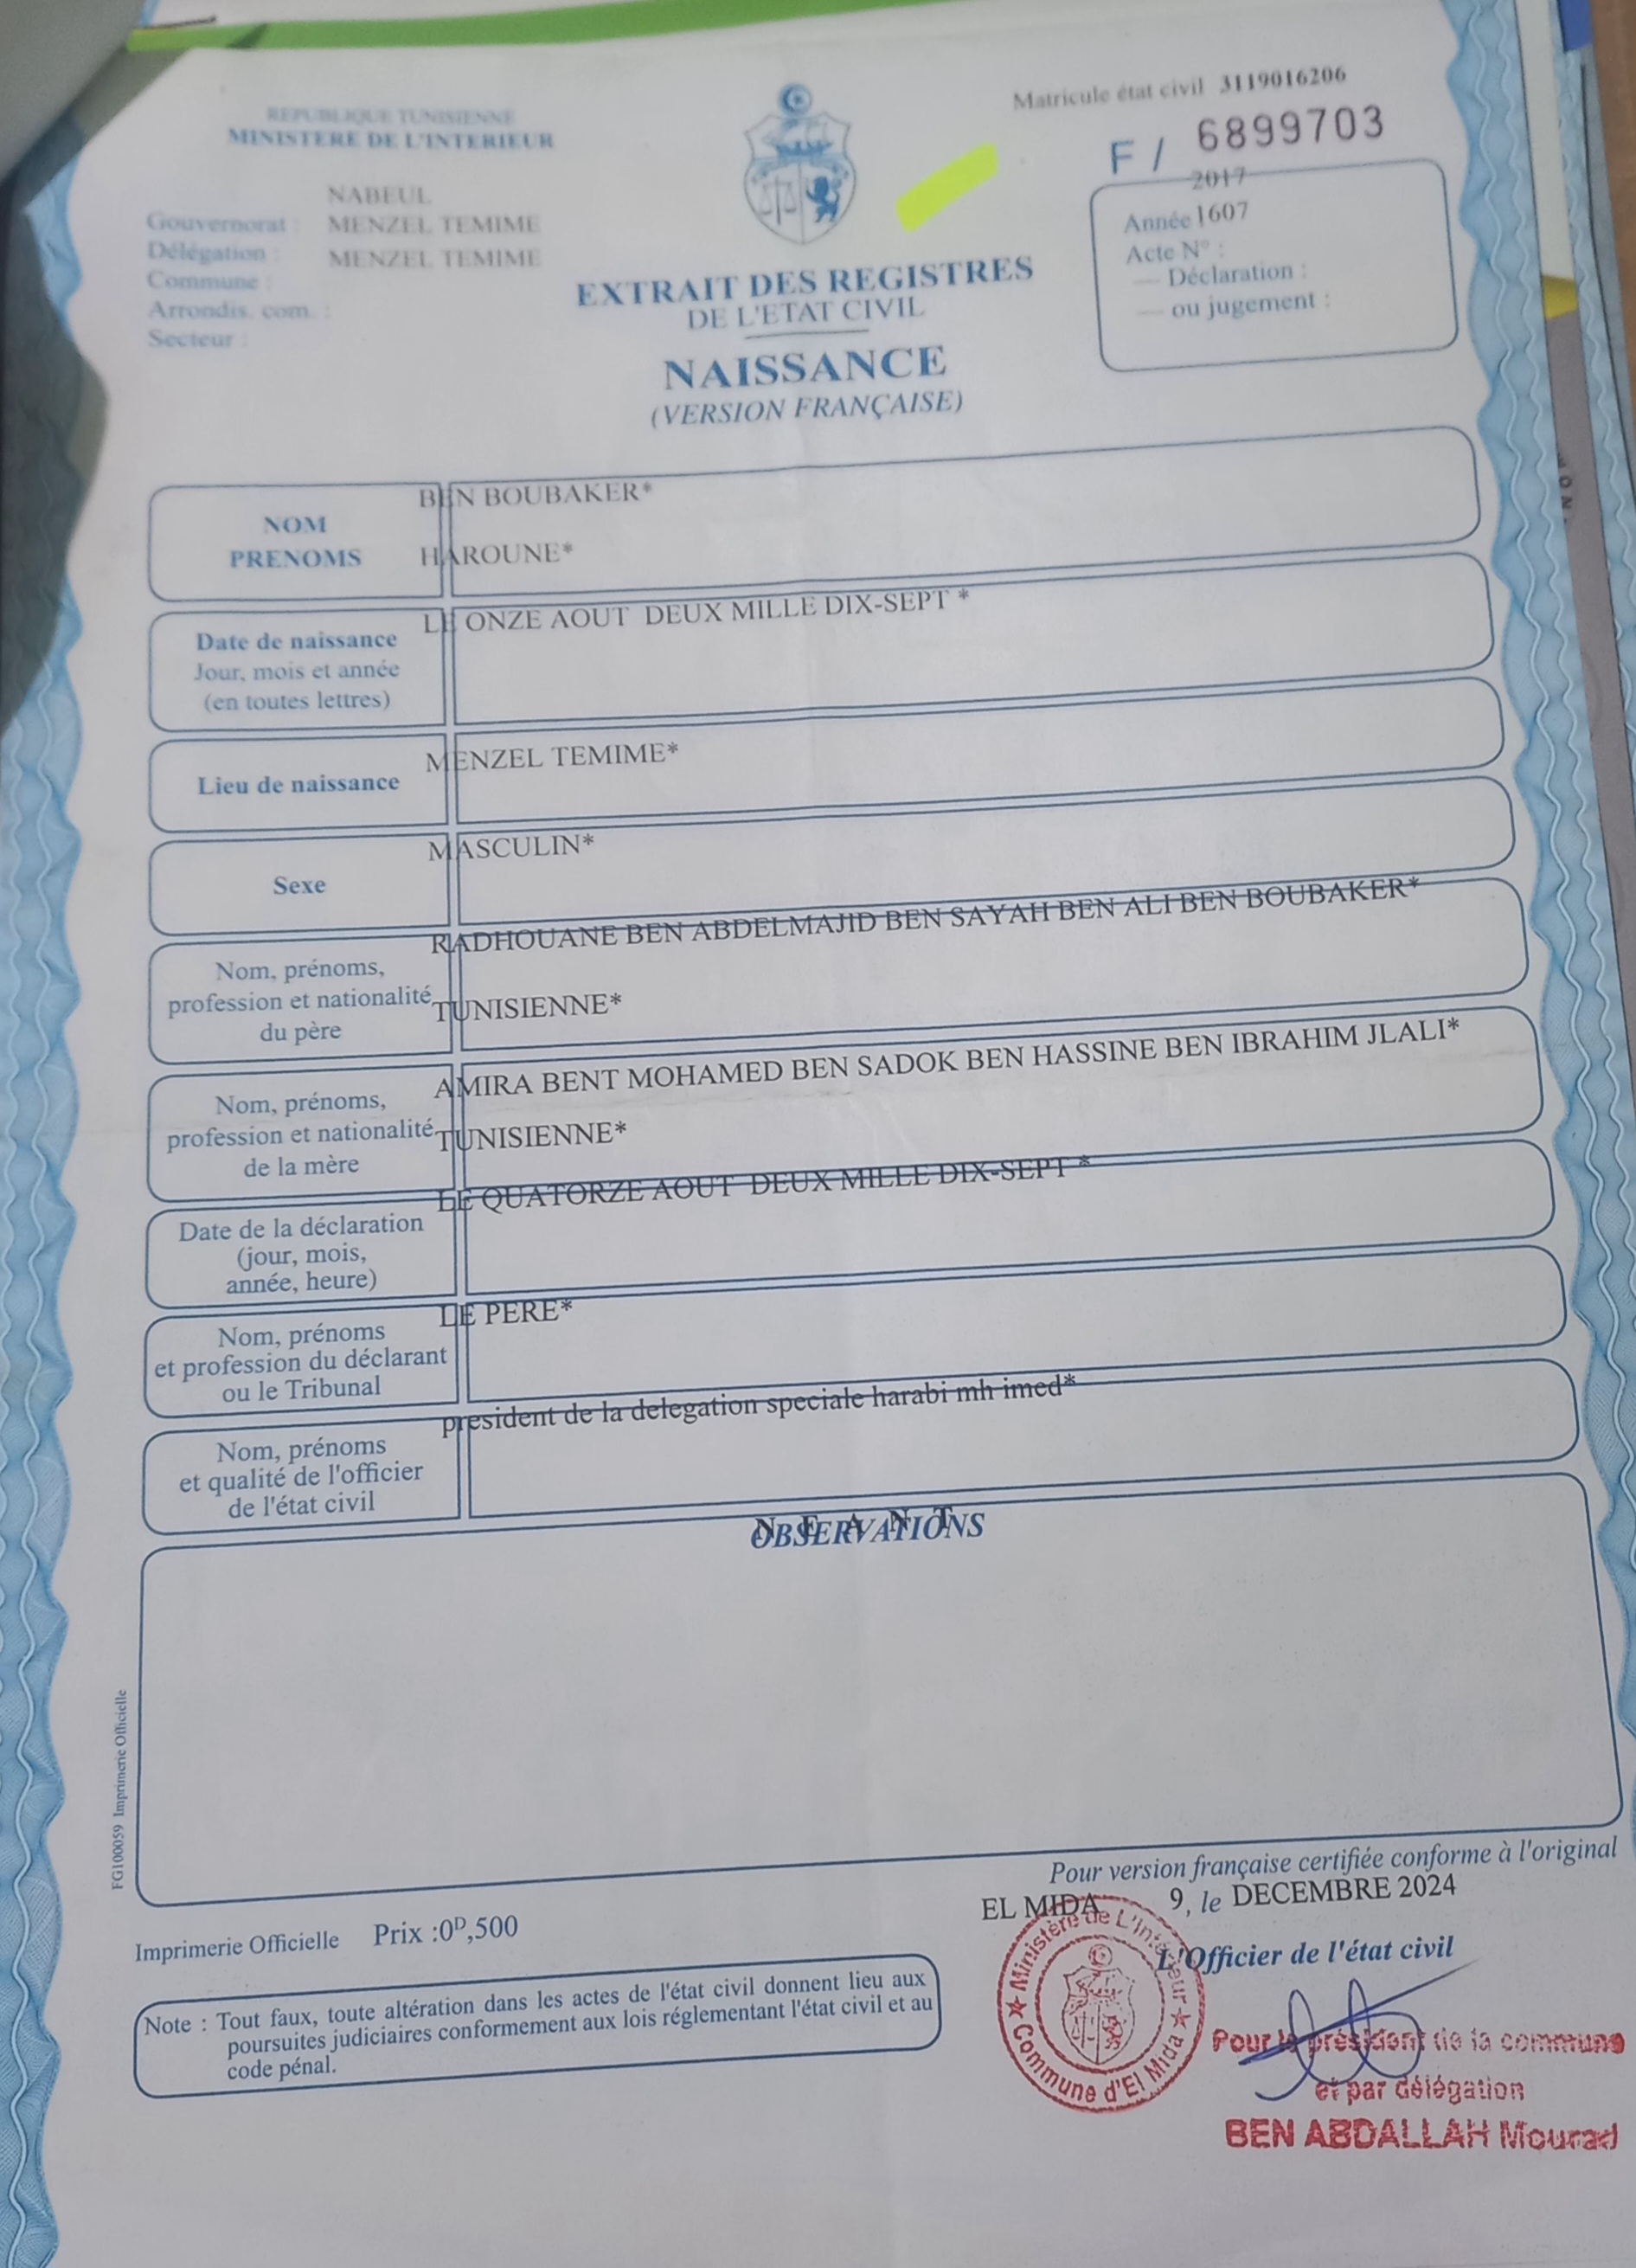 REPUBLIQUE TUNISIENNE
MINISTERE DE L'INTERIEUR
Matricule état civil 3119016206
F / 6899703
NABEUL
Gouvernorat : MENZEL TEMIME
Délégation : MENZEL TEMIME
Commune :
Arrondis. com. :
Secteur :
2017
Année 1607
Acte N° :
— Déclaration :
— ou jugement :
EXTRAIT DES REGISTRES
DE L'ETAT CIVIL
NAISSANCE
(VERSION FRANÇAISE)
BEN BOUBAKER*
NOM
PRENOMS
HAROUNE*
LE ONZE AOUT DEUX MILLE DIX-SEPT *
Date de naissance
Jour, mois et année
(en toutes lettres)
MENZEL TEMIME*
Lieu de naissance
MASCULIN*
Sexe
RADHOUANE BEN ABDELMAJID BEN SAYAH BEN ALI BEN BOUBAKER*
Nom, prénoms,
profession et nationalité
du père
TUNISIENNE*
AMIRA BENT MOHAMED BEN SADOK BEN HASSINE BEN IBRAHIM JLALI*
Nom, prénoms,
profession et nationalité
de la mère
TUNISIENNE*
LE QUATORZE AOUT DEUX MILLE DIX-SEPT *
Date de la déclaration
(jour, mois,
année, heure)
LE PERE*
Nom, prénoms
et profession du déclarant
ou le Tribunal
president de la delegation speciale harabi mh imed*
Nom, prénoms
et qualité de l'officier
de l'état civil
N E A N T
OBSERVATIONS
FG100059 Imprimerie Officielle
Pour version française certifiée conforme à l'original
EL MIDA 9, le DECEMBRE 2024
L'Officier de l'état civil
Imprimerie Officielle Prix :0D,500
Note : Tout faux, toute altération dans les actes de l'état civil donnent lieu aux
poursuites judiciaires conformement aux lois réglementant l'état civil et au
code pénal.
Ministère de L'Intérieur
Commune d'El Mida
Pour le président de la commune
et par délégation
BEN ABDALLAH Mourad